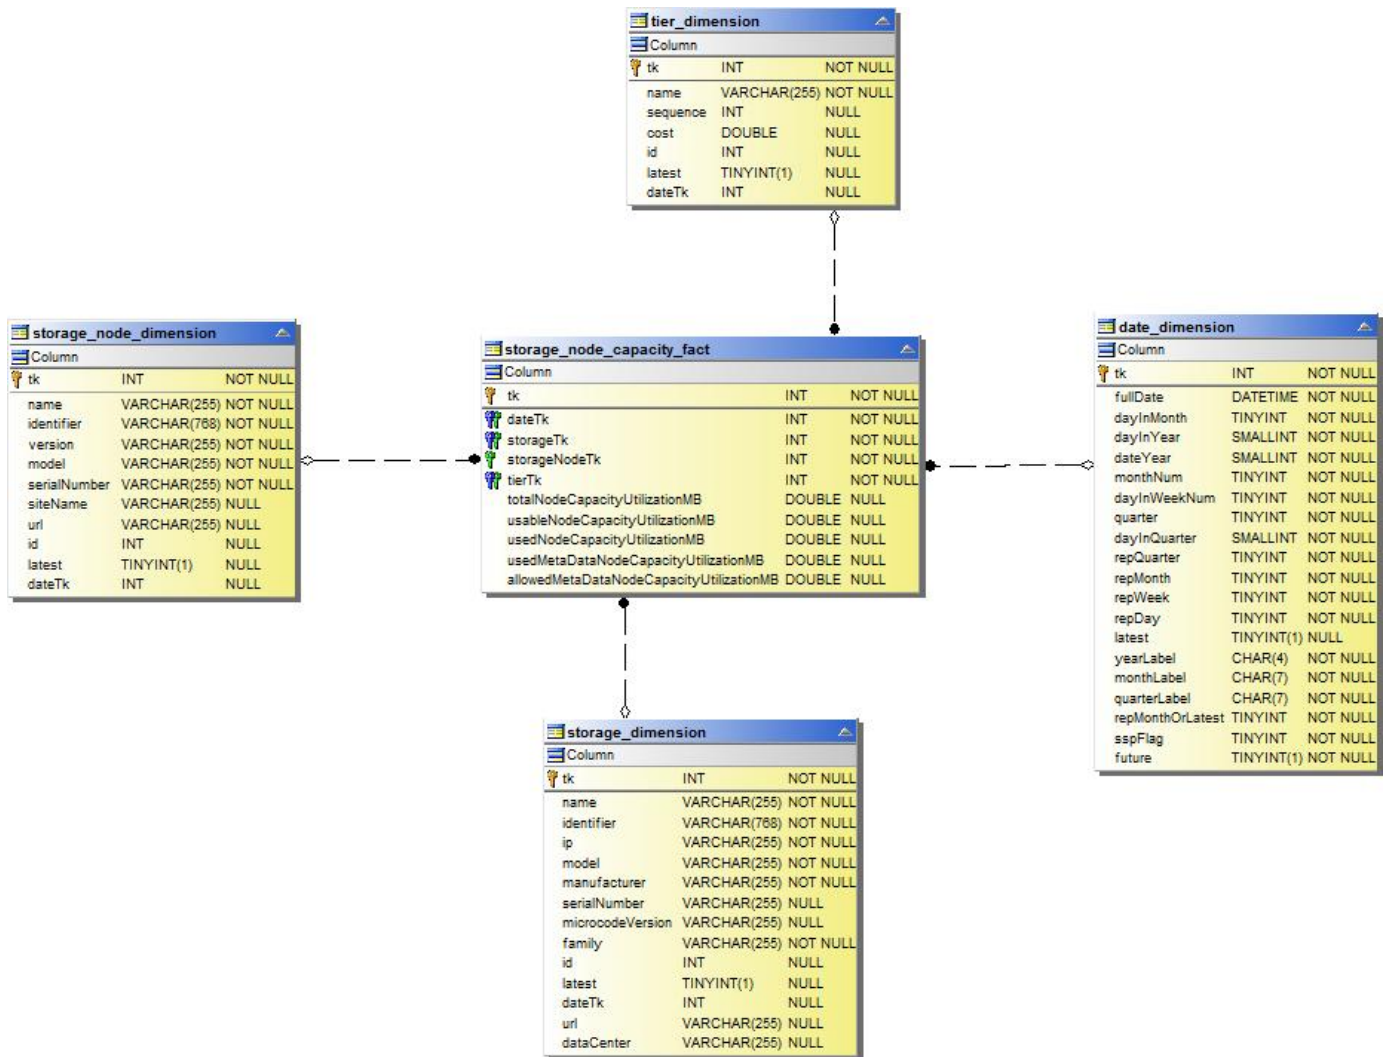 tier_dimension
Column
tk INT NOT NULL
name VARCHAR(255) NOT NULL
sequence INT NULL
cost DOUBLE NULL
id INT NULL
latest TINYINT(1) NULL
dateTk INT NULL
storage_node_dimension
Column
tk INT NOT NULL
name VARCHAR(255) NOT NULL
identifier VARCHAR(768) NOT NULL
version VARCHAR(255) NOT NULL
model VARCHAR(255) NOT NULL
serialNumber VARCHAR(255) NOT NULL
siteName VARCHAR(255) NULL
url VARCHAR(255) NULL
id INT NULL
latest TINYINT(1) NULL
dateTk INT NULL
storage_node_capacity_fact
Column
tk INT NOT NULL
dateTk INT NOT NULL
storageTk INT NOT NULL
storageNodeTk INT NOT NULL
tierTk INT NOT NULL
totalNodeCapacityUtilizationMB DOUBLE NULL
usableNodeCapacityUtilizationMB DOUBLE NULL
usedNodeCapacityUtilizationMB DOUBLE NULL
usedMetaDataNodeCapacityUtilizationMB DOUBLE NULL
allowedMetaDataNodeCapacityUtilizationMB DOUBLE NULL
date_dimension
Column
tk INT NOT NULL
fullDate DATETIME NOT NULL
dayInMonth TINYINT NOT NULL
dayInYear SMALLINT NOT NULL
dateYear SMALLINT NOT NULL
monthNum TINYINT NOT NULL
dayInWeekNum TINYINT NOT NULL
quarter TINYINT NOT NULL
dayInQuarter SMALLINT NOT NULL
repQuarter TINYINT NOT NULL
repMonth TINYINT NOT NULL
repWeek TINYINT NOT NULL
repDay TINYINT NOT NULL
latest TINYINT(1) NULL
yearLabel CHAR(4) NOT NULL
monthLabel CHAR(7) NOT NULL
quarterLabel CHAR(7) NOT NULL
repMonthOrLatest TINYINT NOT NULL
sspFlag TINYINT NOT NULL
future TINYINT(1) NOT NULL
storage_dimension
Column
tk INT NOT NULL
name VARCHAR(255) NOT NULL
identifier VARCHAR(768) NOT NULL
ip VARCHAR(255) NOT NULL
model VARCHAR(255) NOT NULL
manufacturer VARCHAR(255) NOT NULL
serialNumber VARCHAR(255) NULL
microcodeVersion VARCHAR(255) NULL
family VARCHAR(255) NOT NULL
id INT NULL
latest TINYINT(1) NULL
dateTk INT NULL
url VARCHAR(255) NULL
dataCenter VARCHAR(255) NULL